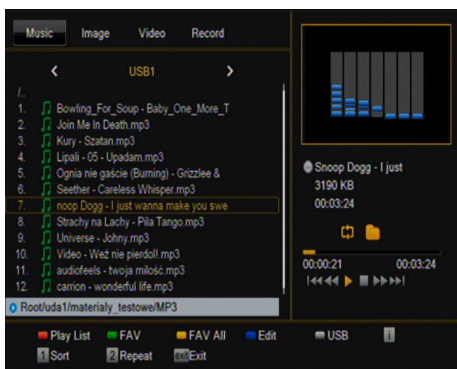 Music Image Video Record
USB1
/..
1. Bowling_For_Soup - Baby_One_More_T
2. Join Me In Death.mp3
3. Kury - Szatan.mp3
4. Lipali - 05 - Upadam.mp3
5. Ognia nie gaście (Burning) - Grizzlee &
6. Seether - Careless Whisper.mp3
7. noop Dogg - I just wanna make you swe
8. Strachy na Lachy - Pila Tango.mp3
9. Universe - Johny.mp3
10. Video - Weź nie pierdol!.mp3
11. audiofeels - twoja miłość.mp3
12. carrion - wonderful life.mp3
Root/uda1/materialy_testowe/MP3
Snoop Dogg - I just
3190 KB
00:03:24
00:00:21 00:03:24
Play List FAV FAV All Edit USB i
1 Sort 2 Repeat exit Exit